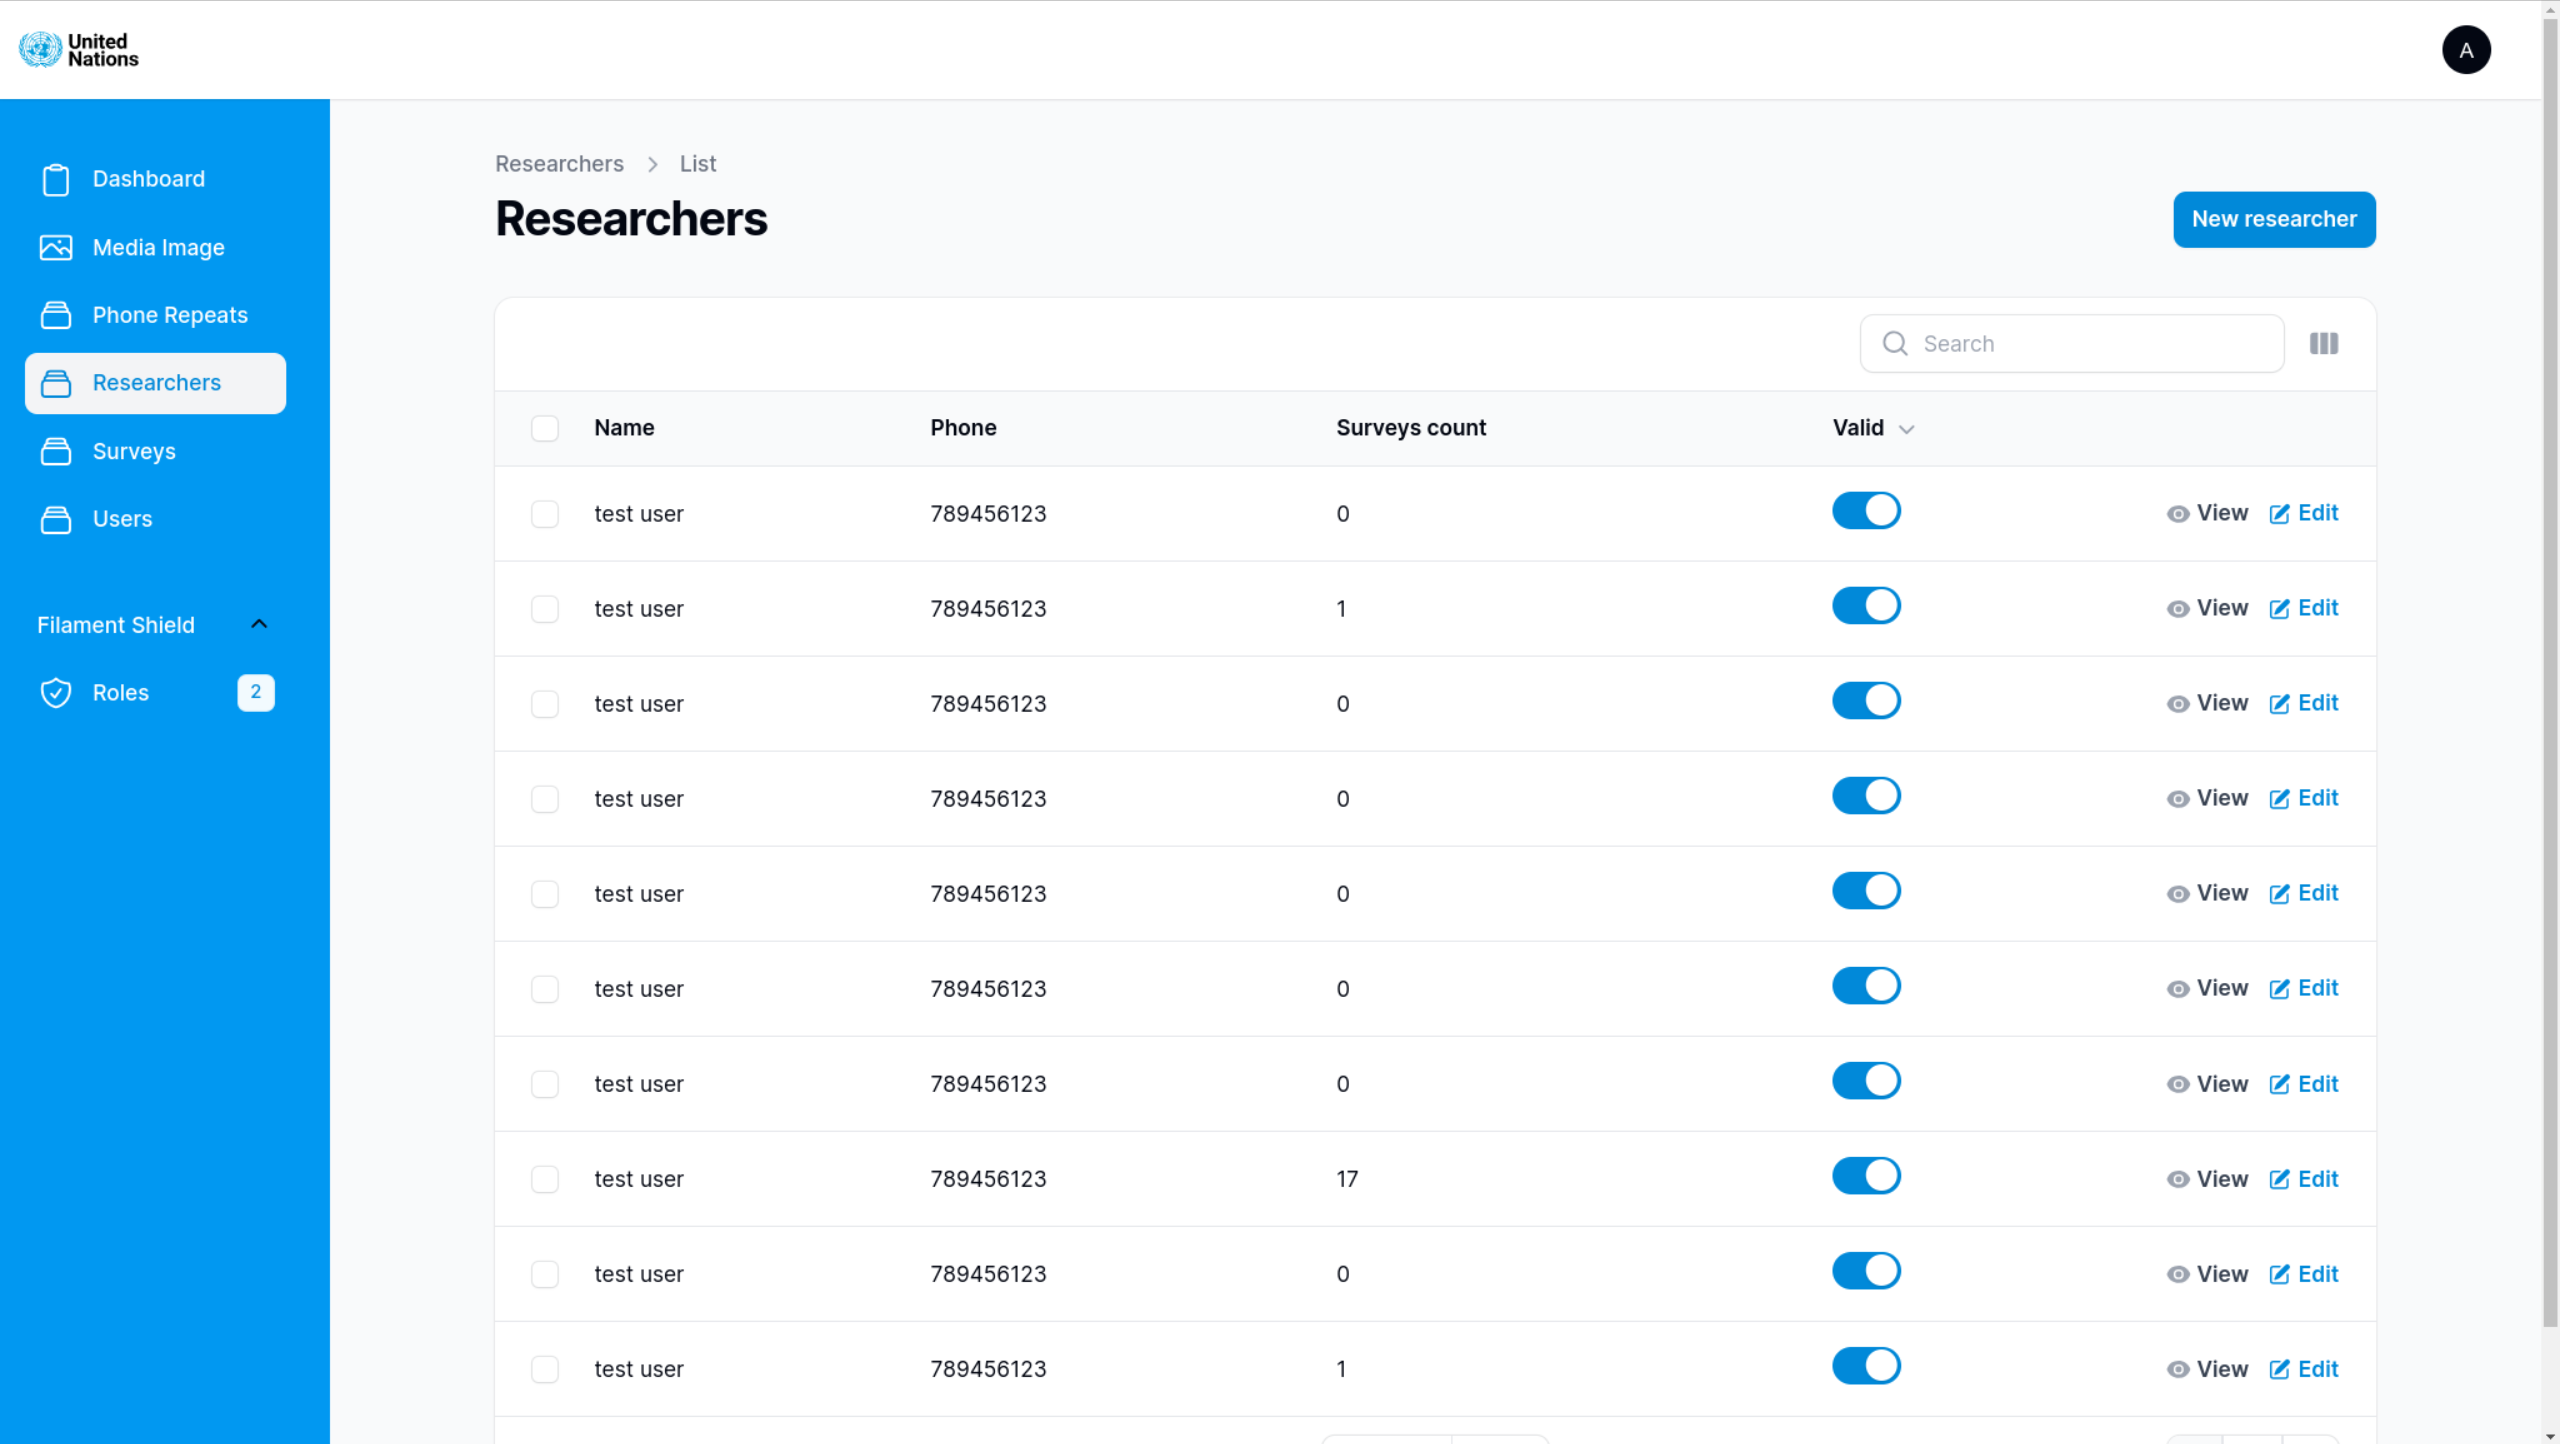 United
Nations
A
Dashboard
Media Image
Phone Repeats
Researchers
Surveys
Users
Filament Shield
Roles 2
Researchers > List
Researchers
New researcher
Search
Name Phone Surveys count Valid
test user 789456123 0 View Edit
test user 789456123 1 View Edit
test user 789456123 0 View Edit
test user 789456123 0 View Edit
test user 789456123 0 View Edit
test user 789456123 0 View Edit
test user 789456123 0 View Edit
test user 789456123 17 View Edit
test user 789456123 0 View Edit
test user 789456123 1 View Edit